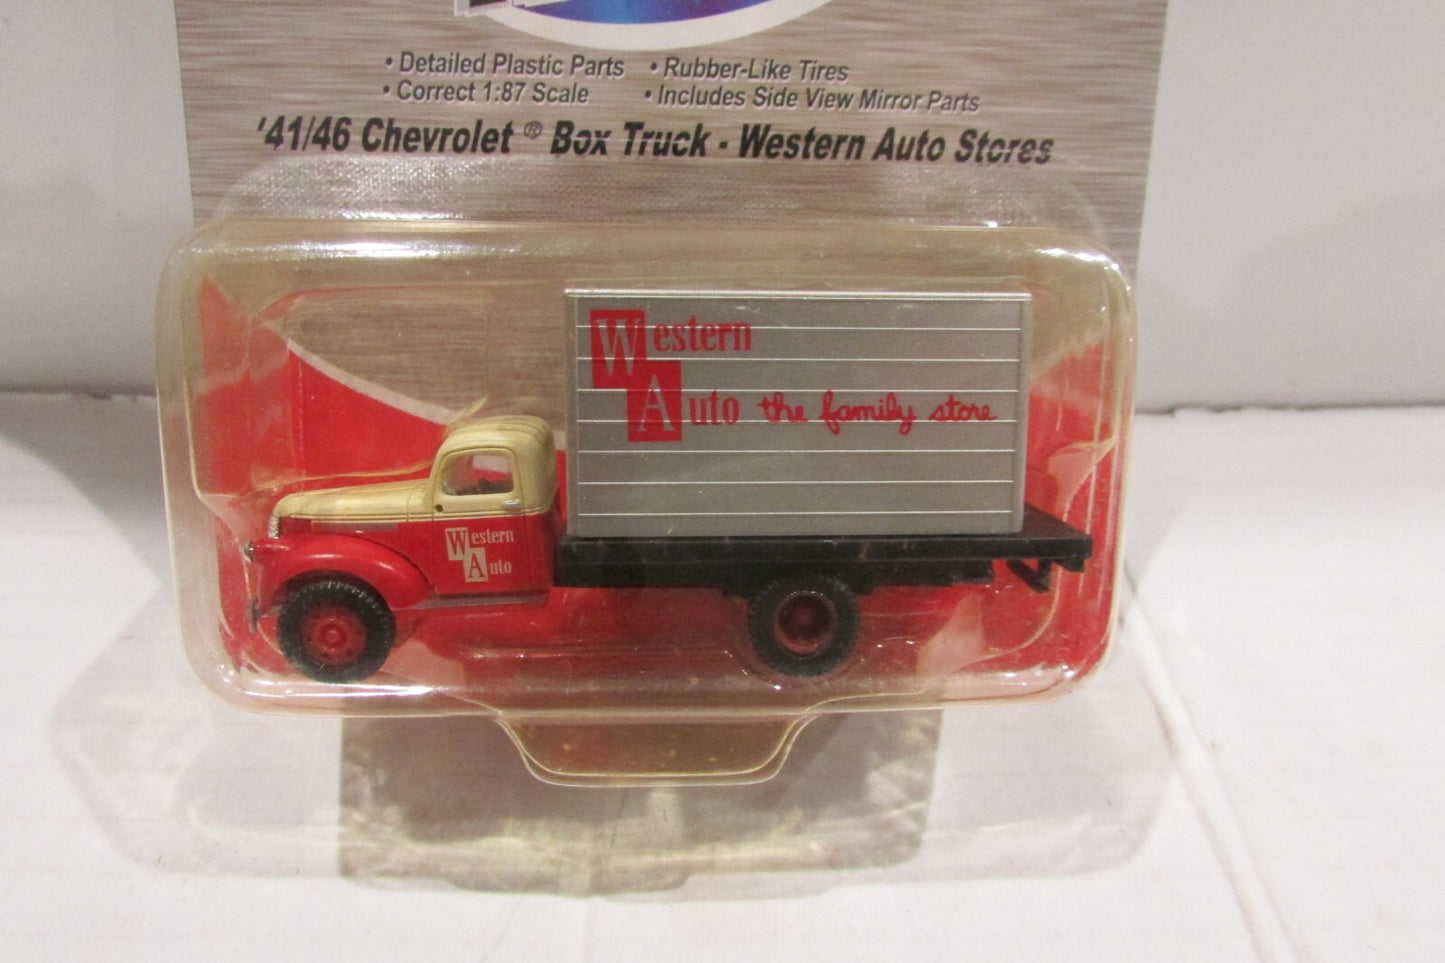 • Detailed Plastic Parts • Rubber-Like Tires
• Correct 1:87 Scale • Includes Side View Mirror Parts
'41/46 Chevrolet ® Box Truck - Western Auto Stores
Western
Auto the family store
Western
Auto